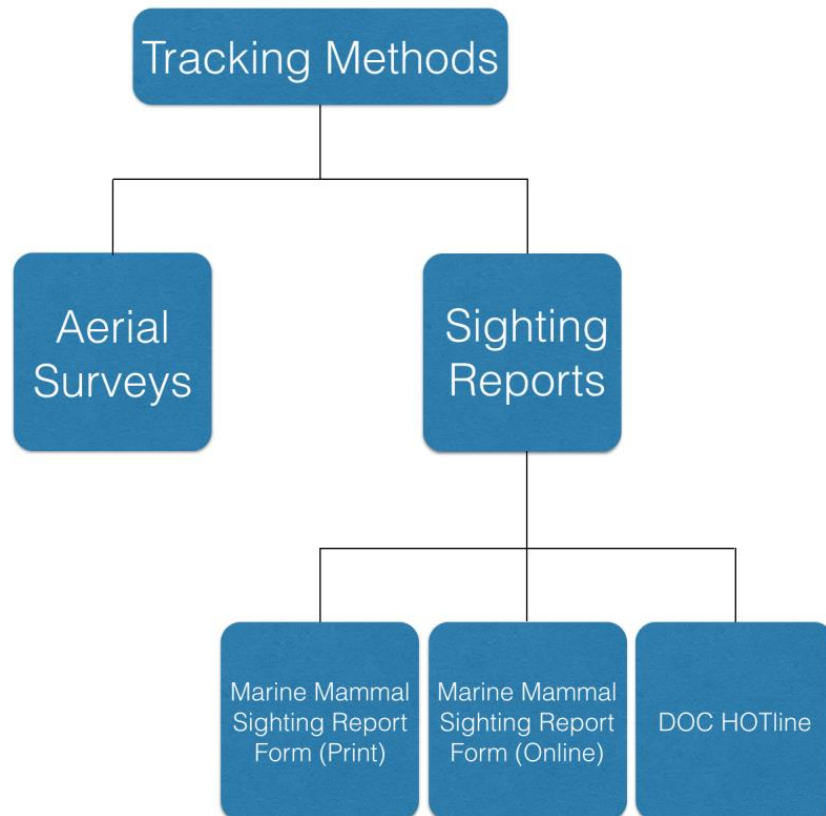 Tracking Methods
Aerial
Surveys
Sighting
Reports
Marine Mammal
Sighting Report
Form (Print)
Marine Mammal
Sighting Report
Form (Online)
DOC HOTline